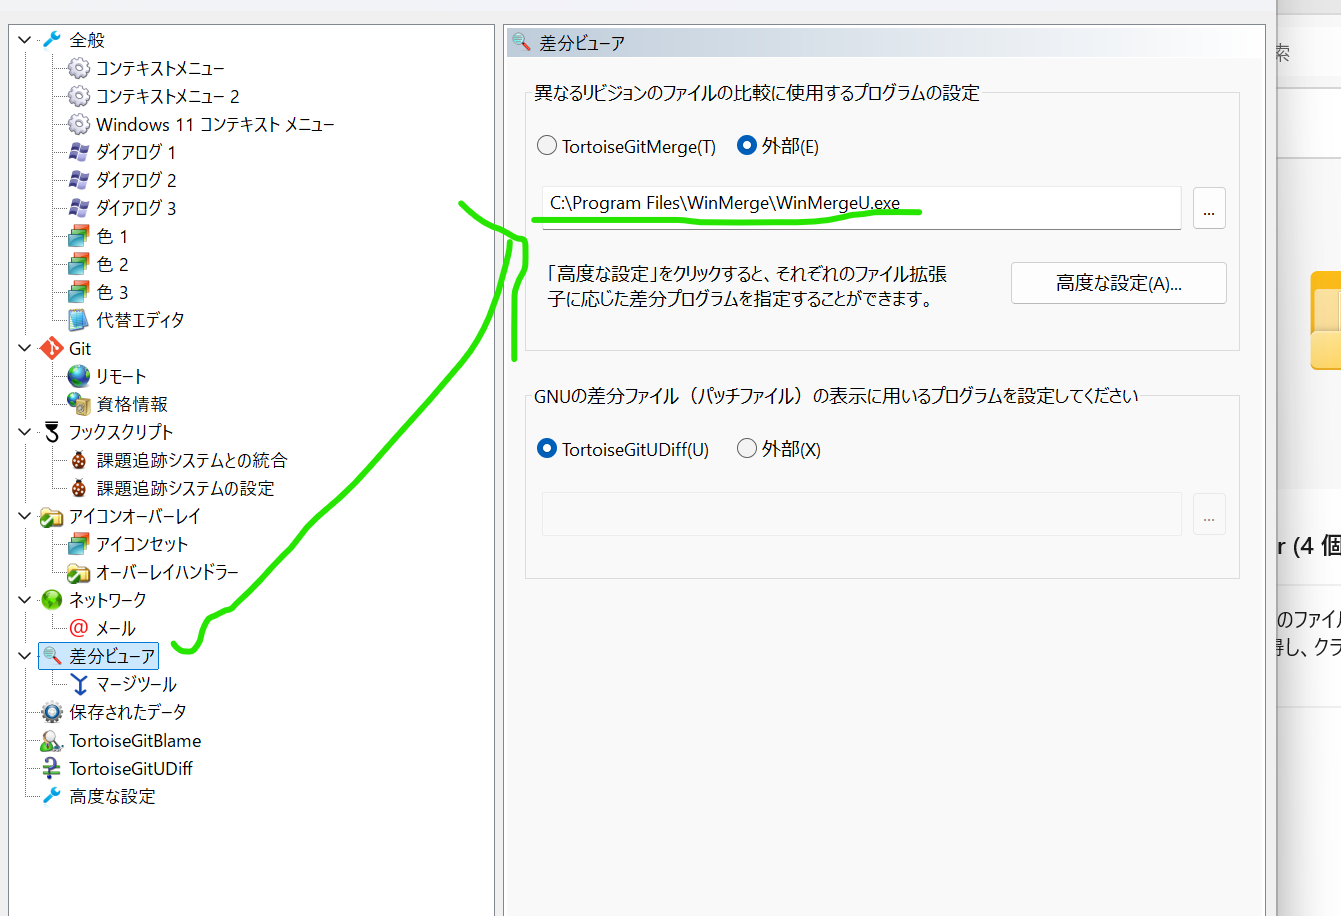 全般
コンテキストメニュー
コンテキストメニュー 2
Windows 11 コンテキスト メニュー
ダイアログ 1
ダイアログ 2
ダイアログ 3
色 1
色 2
色 3
代替エディタ
Git
リモート
資格情報
フックスクリプト
課題追跡システムとの統合
課題追跡システムの設定
アイコンオーバーレイ
アイコンセット
オーバーレイハンドラー
ネットワーク
メール
差分ビューア
マージツール
保存されたデータ
TortoiseGitBlame
TortoiseGitUDiff
高度な設定
差分ビューア
異なるリビジョンのファイルの比較に使用するプログラムの設定
TortoiseGitMerge(T) 外部(E)
C:\Program Files\WinMerge\WinMergeU.exe ...
「高度な設定」をクリックすると、それぞれのファイル拡張
子に応じた差分プログラムを指定することができます。
高度な設定(A)...
GNUの差分ファイル（パッチファイル）の表示に用いるプログラムを設定してください
TortoiseGitUDiff(U) 外部(X)
...
索
r (4 個
のファイル
得し、クラ